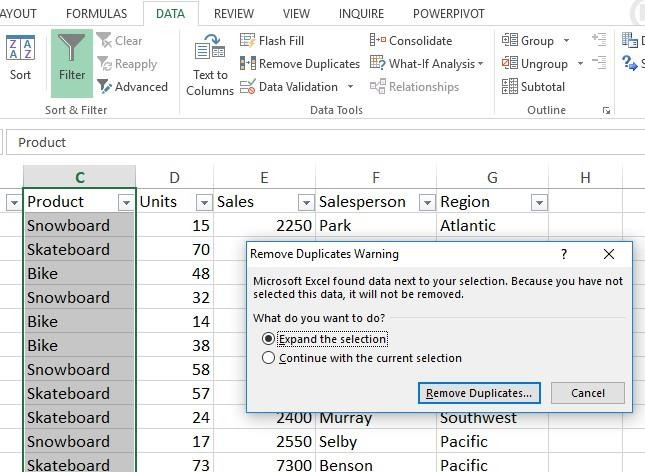 AYOUT FORMULAS DATA REVIEW VIEW INQUIRE POWERPIVOT
Sort
Filter
Clear
Reapply
Advanced
Sort & Filter
Text to
Columns
Flash Fill
Remove Duplicates
Data Validation
Consolidate
What-If Analysis
Relationships
Data Tools
Group
Ungroup
Subtotal
Outline
Product
C D E F G H
Product Units Sales Salesperson Region
Snowboard 15 2250 Park Atlantic
Skateboard 70
Bike 48
Snowboard 32
Bike 14
Bike 38
Snowboard 58
Skateboard 57
Skateboard 24 2400 Murray Southwest
Snowboard 17 2550 Selby Pacific
Skateboard 73 7300 Benson Pacific
Remove Duplicates Warning
Microsoft Excel found data next to your selection. Because you have not
selected this data, it will not be removed.
What do you want to do?
Expand the selection
Continue with the current selection
Remove Duplicates... Cancel